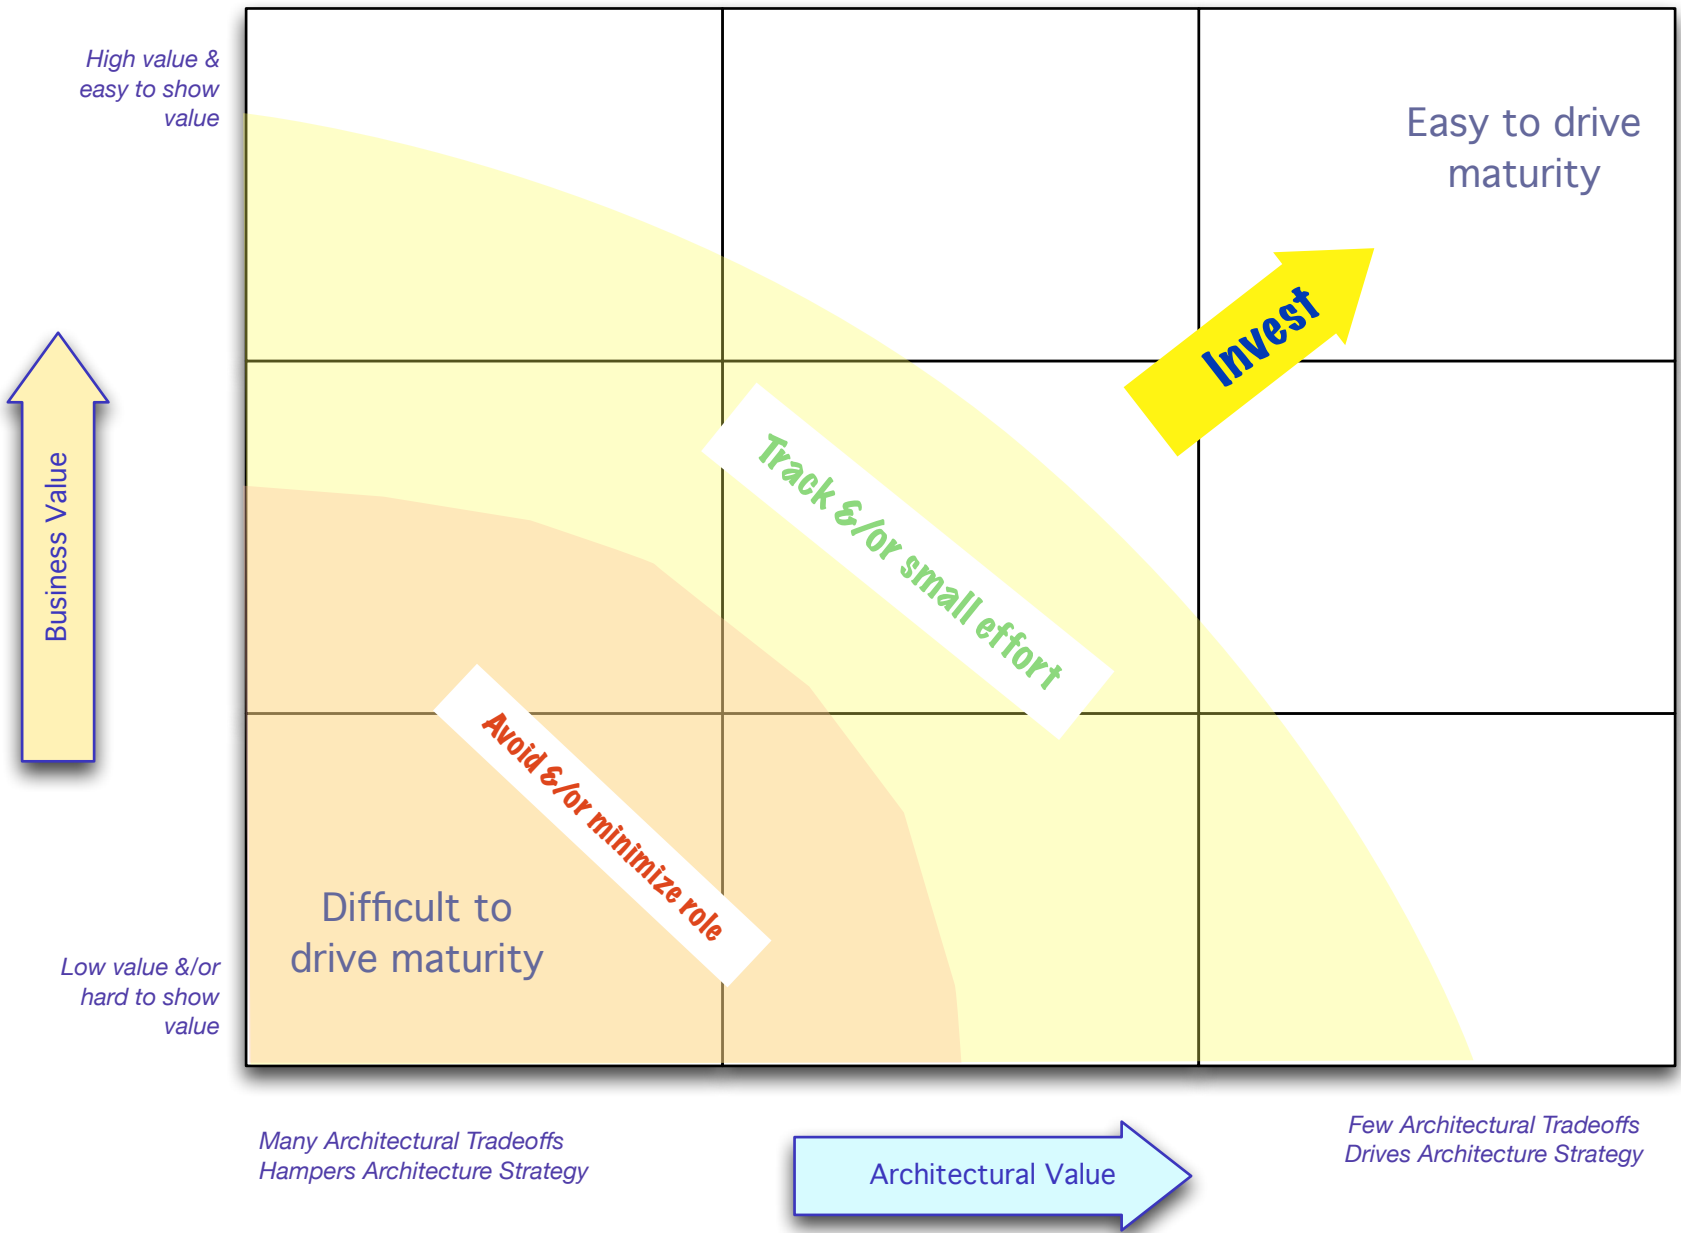 High value &
easy to show
value
Easy to drive
maturity
Invest
Business Value
Track &/or small effort
Avoid &/or minimize role
Difficult to
drive maturity
Low value &/or
hard to show
value
Many Architectural Tradeoffs
Hampers Architecture Strategy
Architectural Value
Few Architectural Tradeoffs
Drives Architecture Strategy